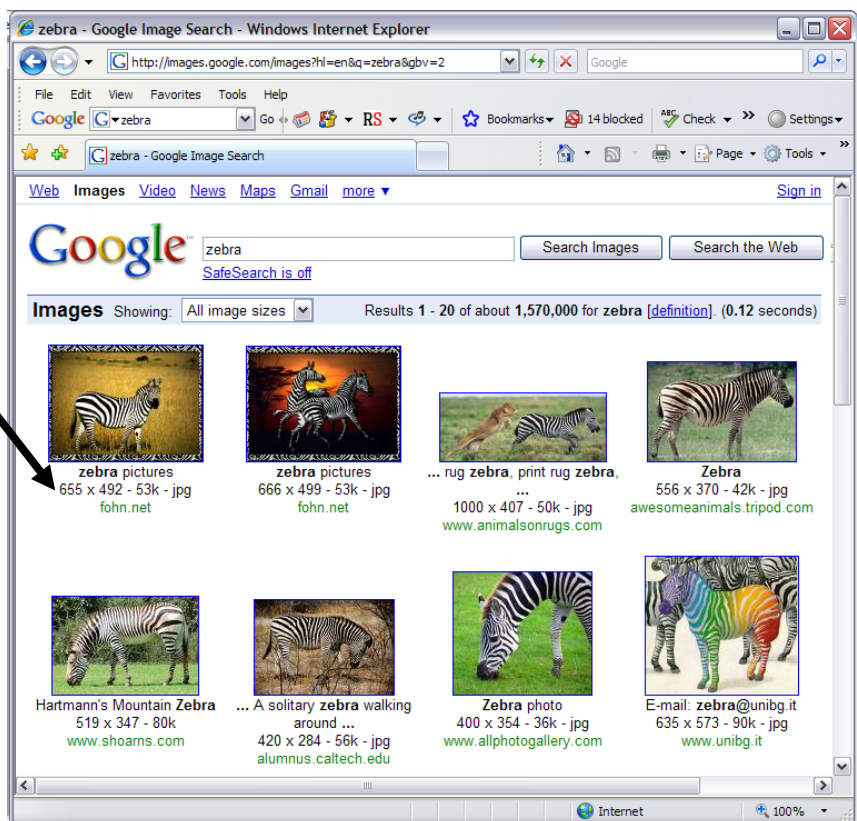 zebra - Google Image Search - Windows Internet Explorer
http://images.google.com/images?hl=en&q=zebra&gbv=2
Google
File Edit View Favorites Tools Help
Google G zebra Go RS Bookmarks 14 blocked ABC Check » Settings
zebra - Google Image Search Page Tools »
Web Images Video News Maps Gmail more ▼ Sign in
Google™ zebra Search Images Search the Web
SafeSearch is off
Images Showing: All image sizes Results 1 - 20 of about 1,570,000 for zebra [definition]. (0.12 seconds)
zebra pictures
655 x 492 - 53k - jpg
fohn.net
zebra pictures
666 x 499 - 53k - jpg
fohn.net
... rug zebra, print rug zebra,
...
1000 x 407 - 50k - jpg
www.animalsonrugs.com
Zebra
556 x 370 - 42k - jpg
awesomeanimals.tripod.com
Hartmann's Mountain Zebra
519 x 347 - 80k
www.shoarns.com
... A solitary zebra walking
around ...
420 x 284 - 56k - jpg
alumnus.caltech.edu
Zebra photo
400 x 354 - 36k - jpg
www.allphotogallery.com
E-mail: zebra@unibg.it
635 x 573 - 90k - jpg
www.unibg.it
Internet 100%